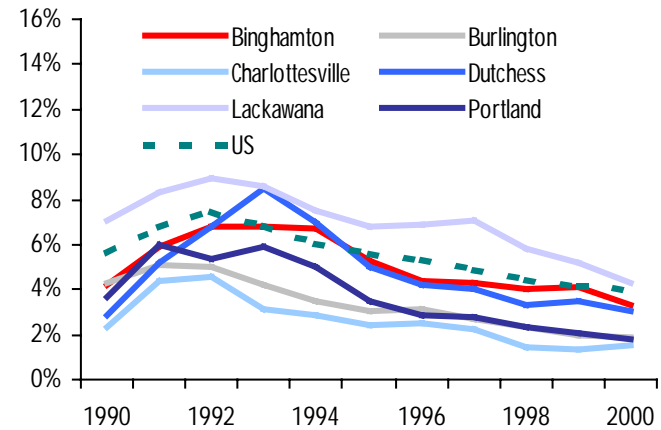 16%
14%
12%
10%
8%
6%
4%
2%
0%
Binghamton Burlington
Charlottesville Dutchess
Lackawana Portland
US
1990 1992 1994 1996 1998 2000